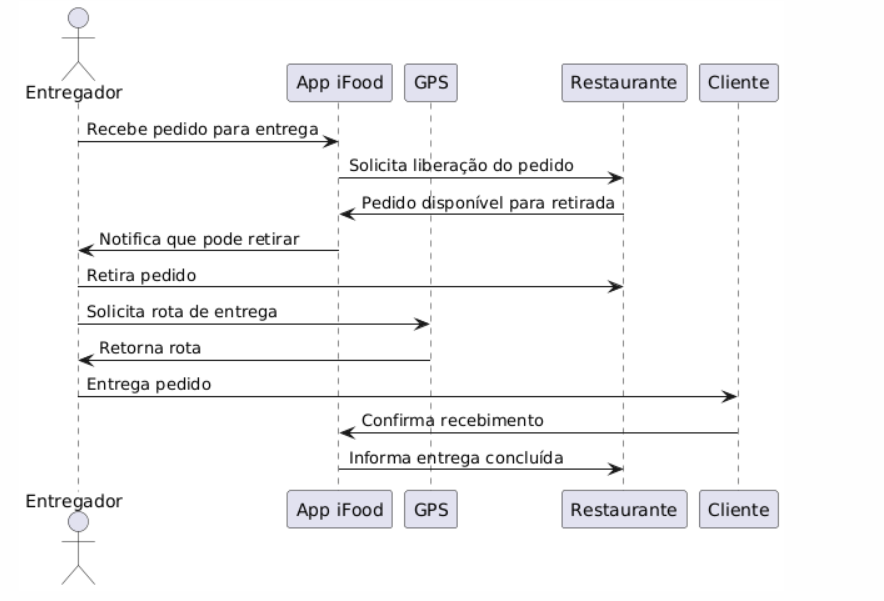 Entregador
App iFood
GPS
Restaurante
Cliente
Recebe pedido para entrega
Solicita liberação do pedido
Pedido disponível para retirada
Notifica que pode retirar
Retira pedido
Solicita rota de entrega
Retorna rota
Entrega pedido
Confirma recebimento
Informa entrega concluída
Entregador
App iFood
GPS
Restaurante
Cliente